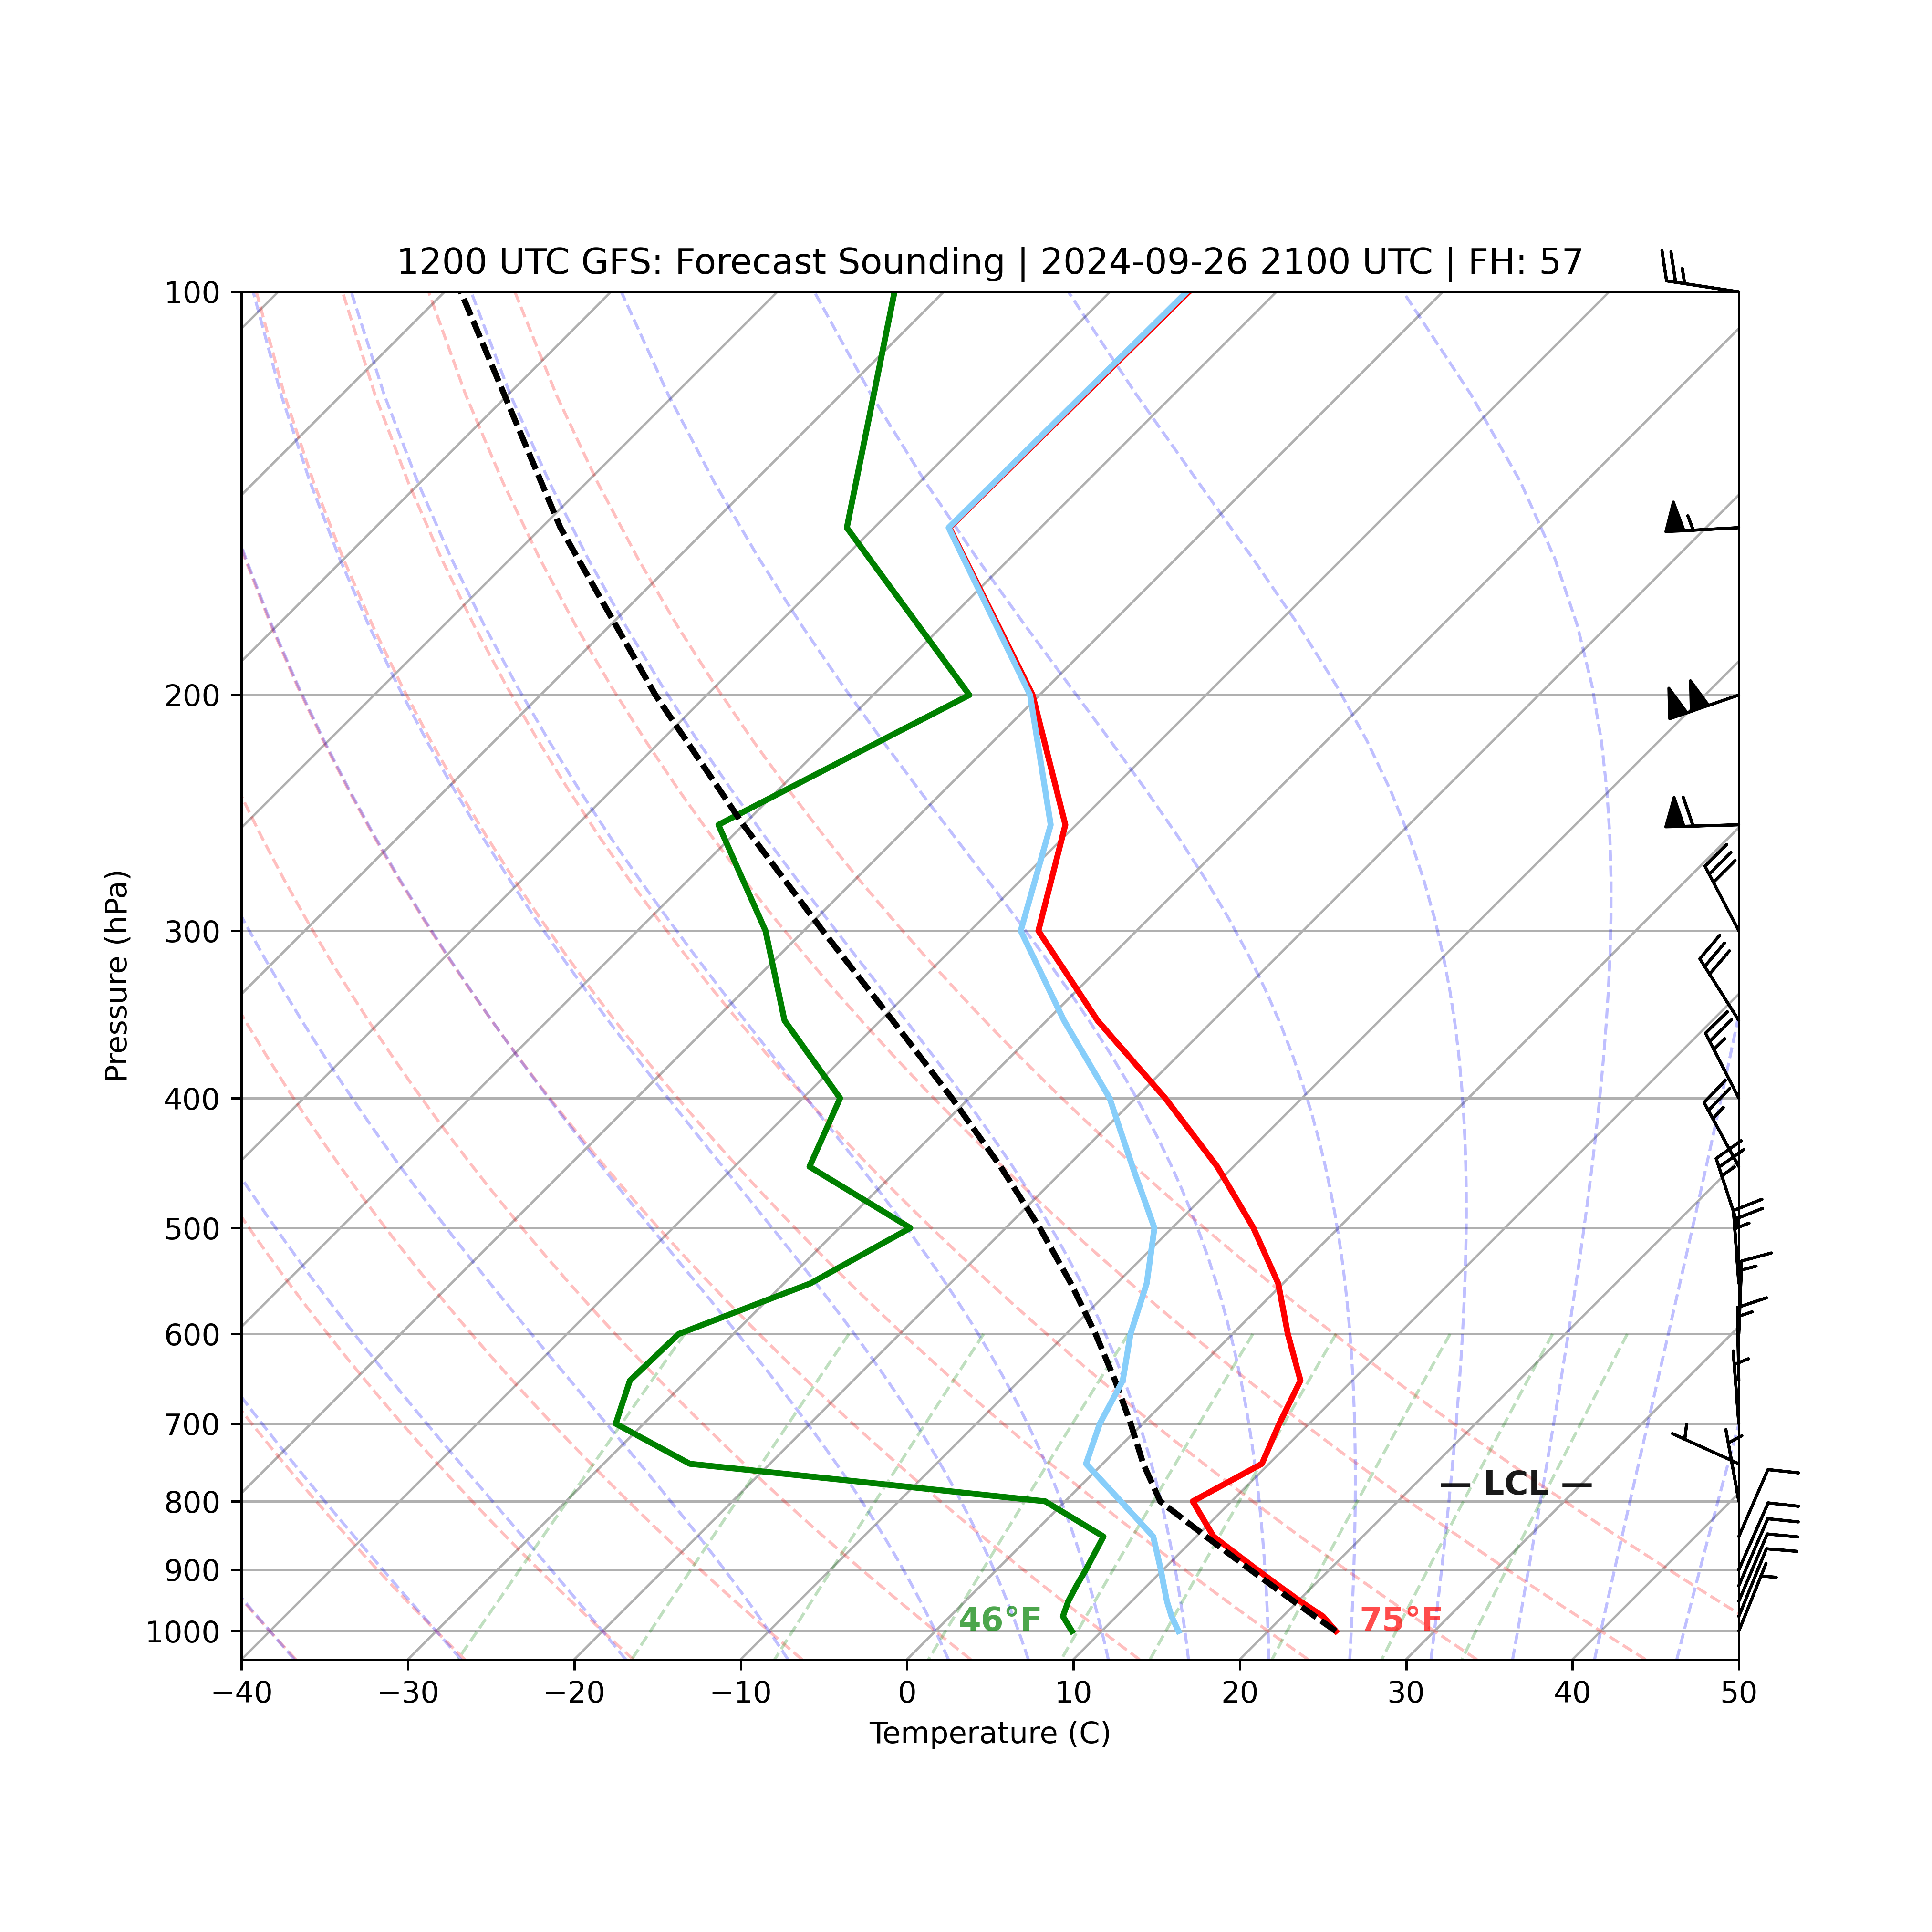 1200 UTC GFS: Forecast Sounding | 2024-09-26 2100 UTC | FH: 57
100
200
300
400
500
600
700
800
900
1000
Pressure (hPa)
— LCL —
46°F
75°F
−40 −30 −20 −10 0 10 20 30 40 50
Temperature (C)